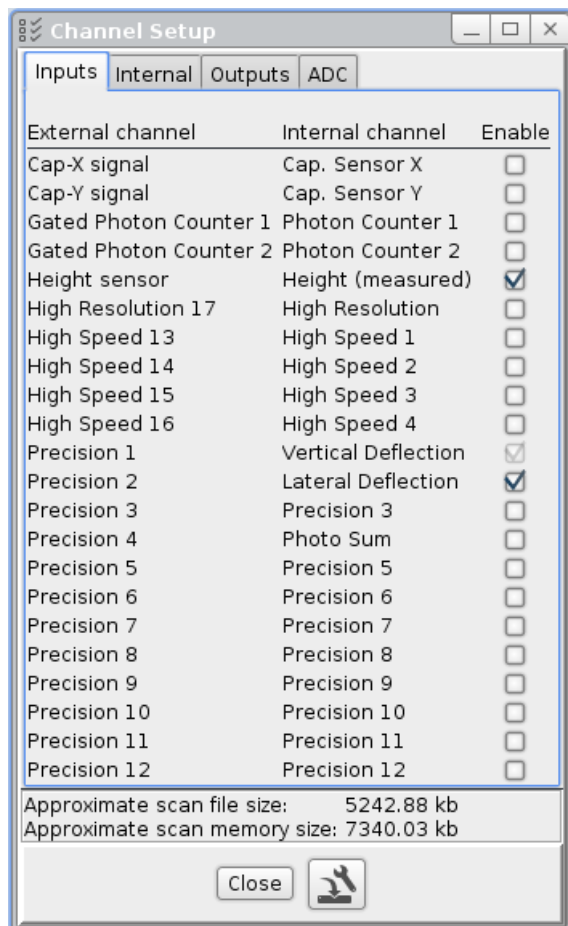 Channel Setup
Inputs Internal Outputs ADC
External channel Internal channel Enable
Cap-X signal Cap. Sensor X
Cap-Y signal Cap. Sensor Y
Gated Photon Counter 1 Photon Counter 1
Gated Photon Counter 2 Photon Counter 2
Height sensor Height (measured)
High Resolution 17 High Resolution
High Speed 13 High Speed 1
High Speed 14 High Speed 2
High Speed 15 High Speed 3
High Speed 16 High Speed 4
Precision 1 Vertical Deflection
Precision 2 Lateral Deflection
Precision 3 Precision 3
Precision 4 Photo Sum
Precision 5 Precision 5
Precision 6 Precision 6
Precision 7 Precision 7
Precision 8 Precision 8
Precision 9 Precision 9
Precision 10 Precision 10
Precision 11 Precision 11
Precision 12 Precision 12
Approximate scan file size: 5242.88 kb
Approximate scan memory size: 7340.03 kb
Close